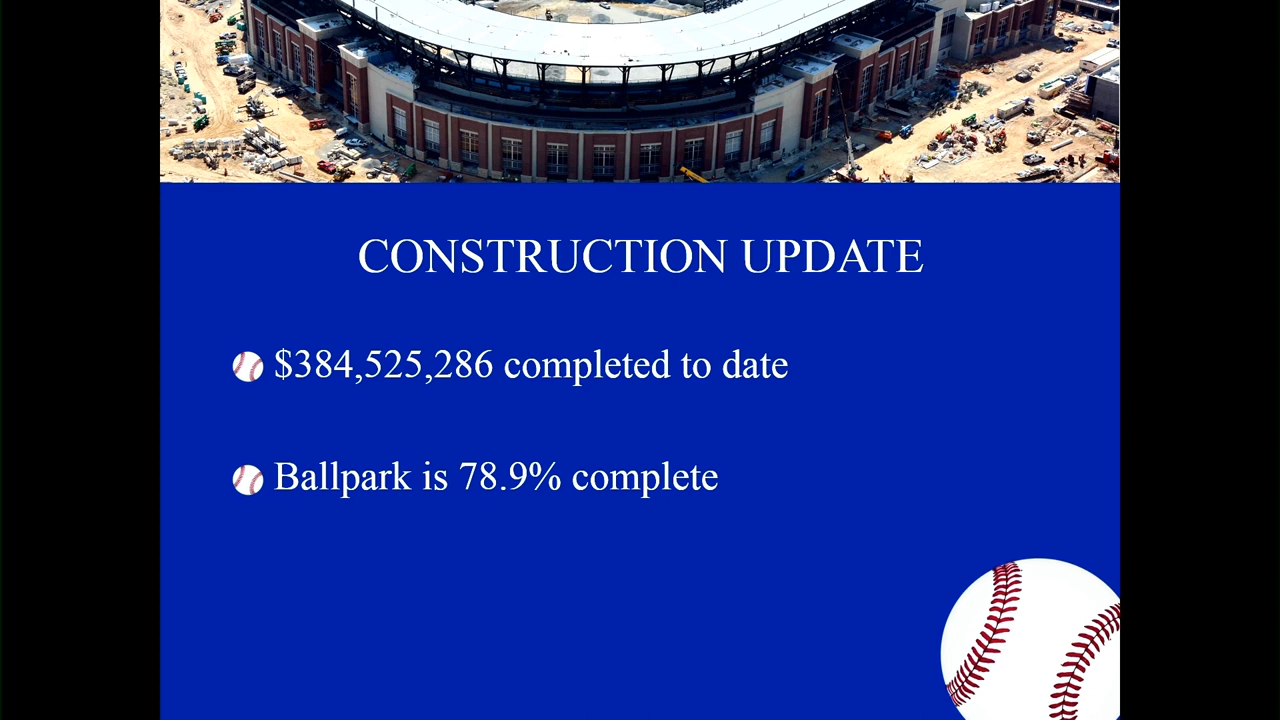 CONSTRUCTION UPDATE
$384,525,286 completed to date
Ballpark is 78.9% complete